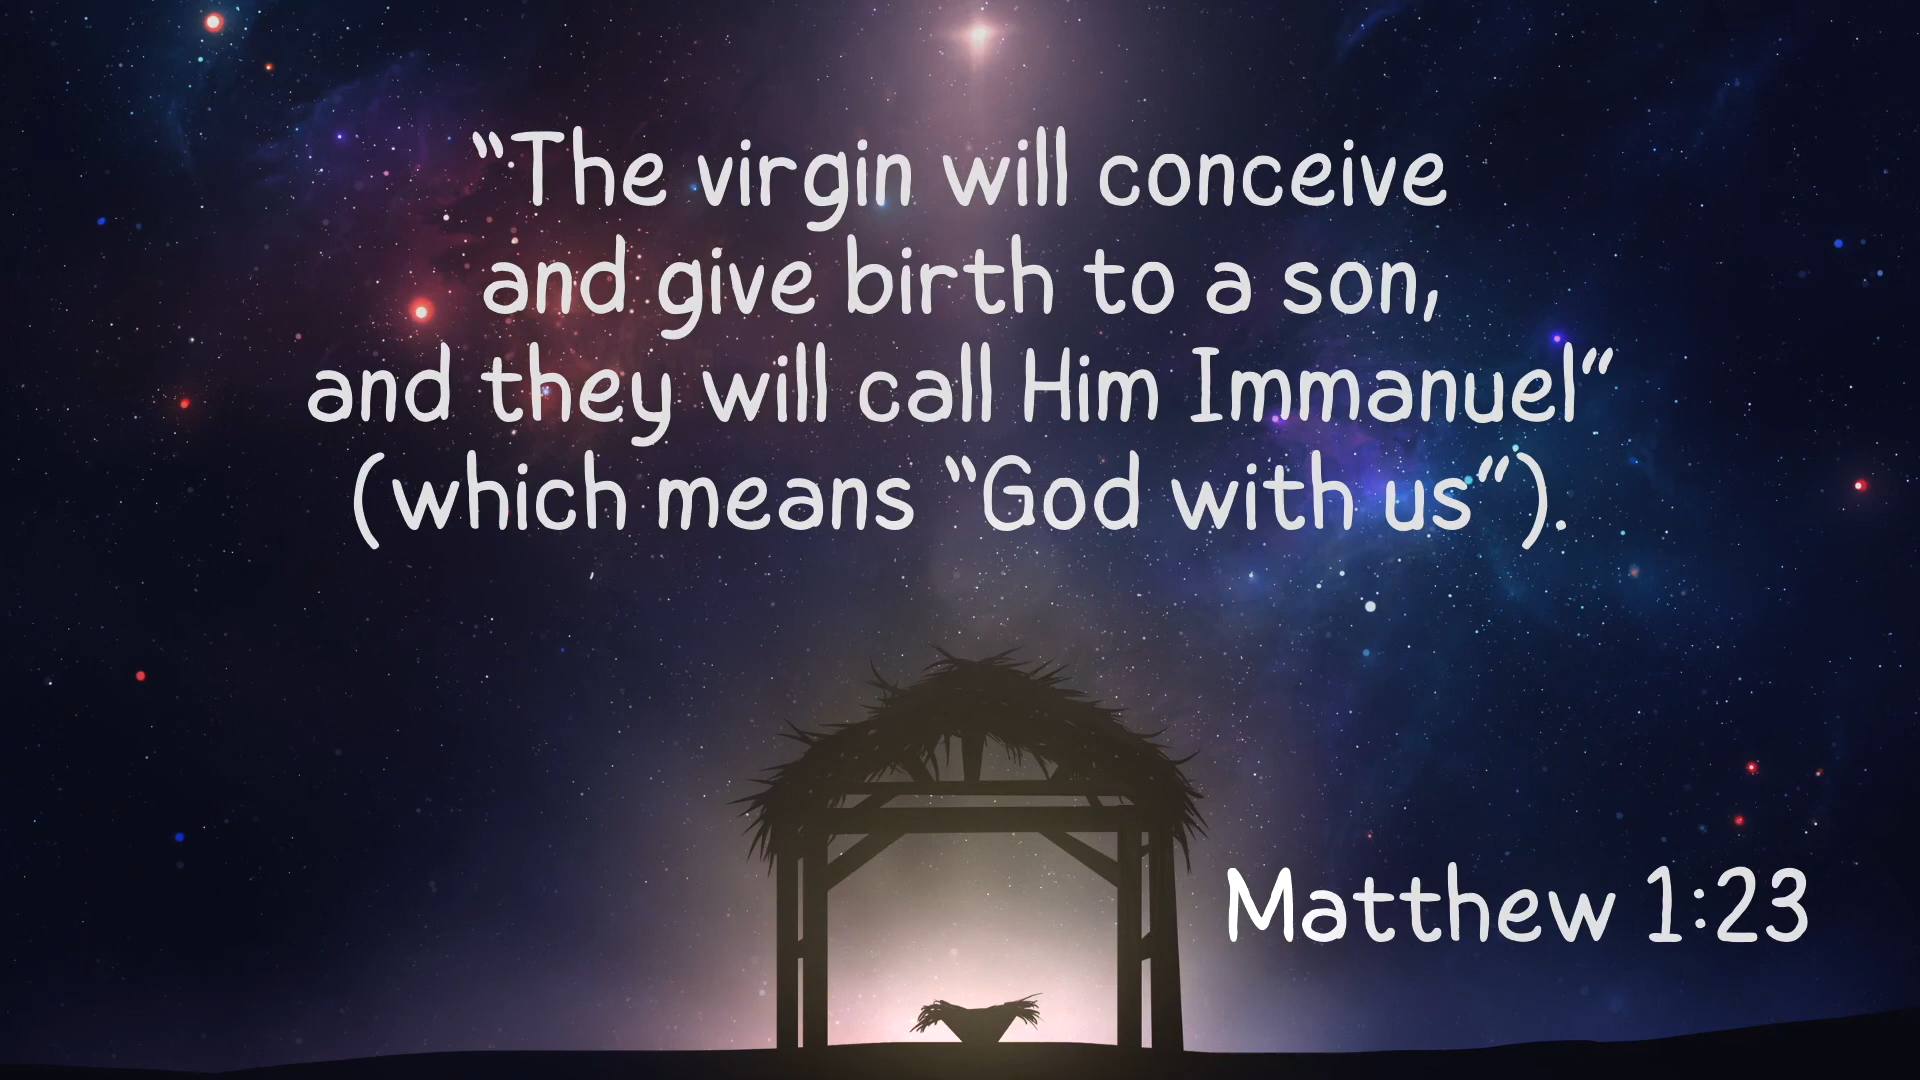 “The virgin will conceive
and give birth to a son,
and they will call Him Immanuel”
(which means “God with us”).
Matthew 1:23